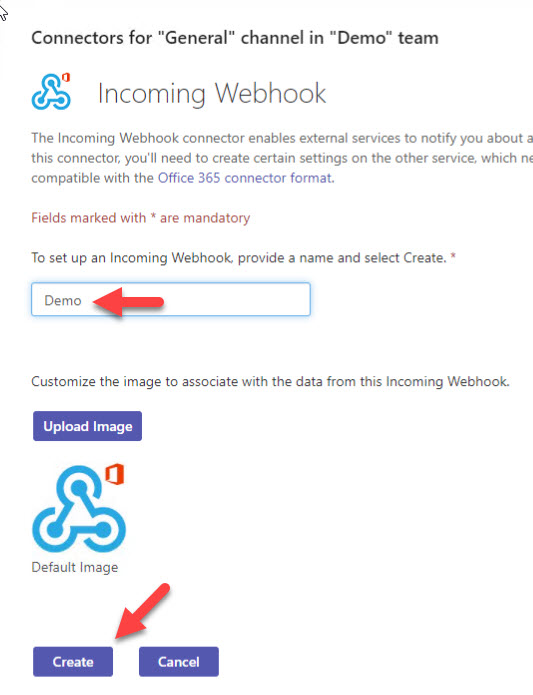 Connectors for "General" channel in "Demo" team
Incoming Webhook
The Incoming Webhook connector enables external services to notify you about a
this connector, you'll need to create certain settings on the other service, which ne
compatible with the Office 365 connector format.
Fields marked with * are mandatory
To set up an Incoming Webhook, provide a name and select Create. *
Demo
Customize the image to associate with the data from this Incoming Webhook.
Upload Image
Default Image
Create
Cancel